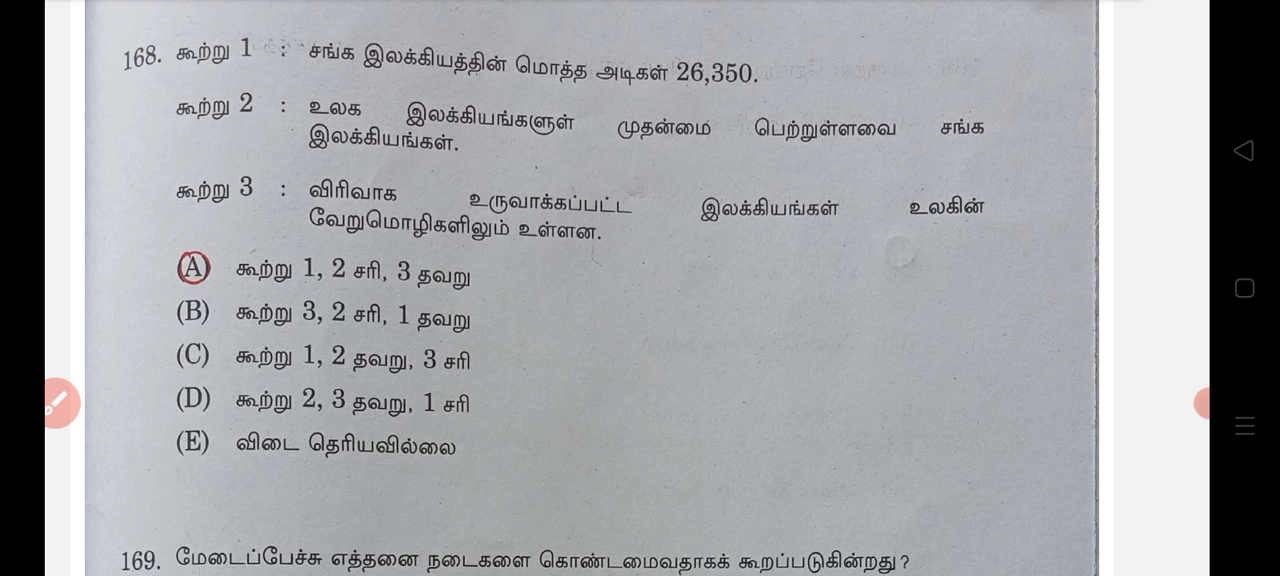 168. கூற்று 1 : சங்க இலக்கியத்தின் மொத்த அடிகள் 26,350.
கூற்று 2 : உலக இலக்கியங்களுள் முதன்மை பெற்றுள்ளவை சங்க
இலக்கியங்கள்.
கூற்று 3 : விரிவாக உருவாக்கப்பட்ட இலக்கியங்கள் உலகின்
வேறுமொழிகளிலும் உள்ளன.
(A) கூற்று 1, 2 சரி, 3 தவறு
(B) கூற்று 3, 2 சரி, 1 தவறு
(C) கூற்று 1, 2 தவறு, 3 சரி
(D) கூற்று 2, 3 தவறு, 1 சரி
(E) விடை தெரியவில்லை
169. மேடைப்பேச்சு எத்தனை நடைகளை கொண்டமைவதாகக் கூறப்படுகின்றது?